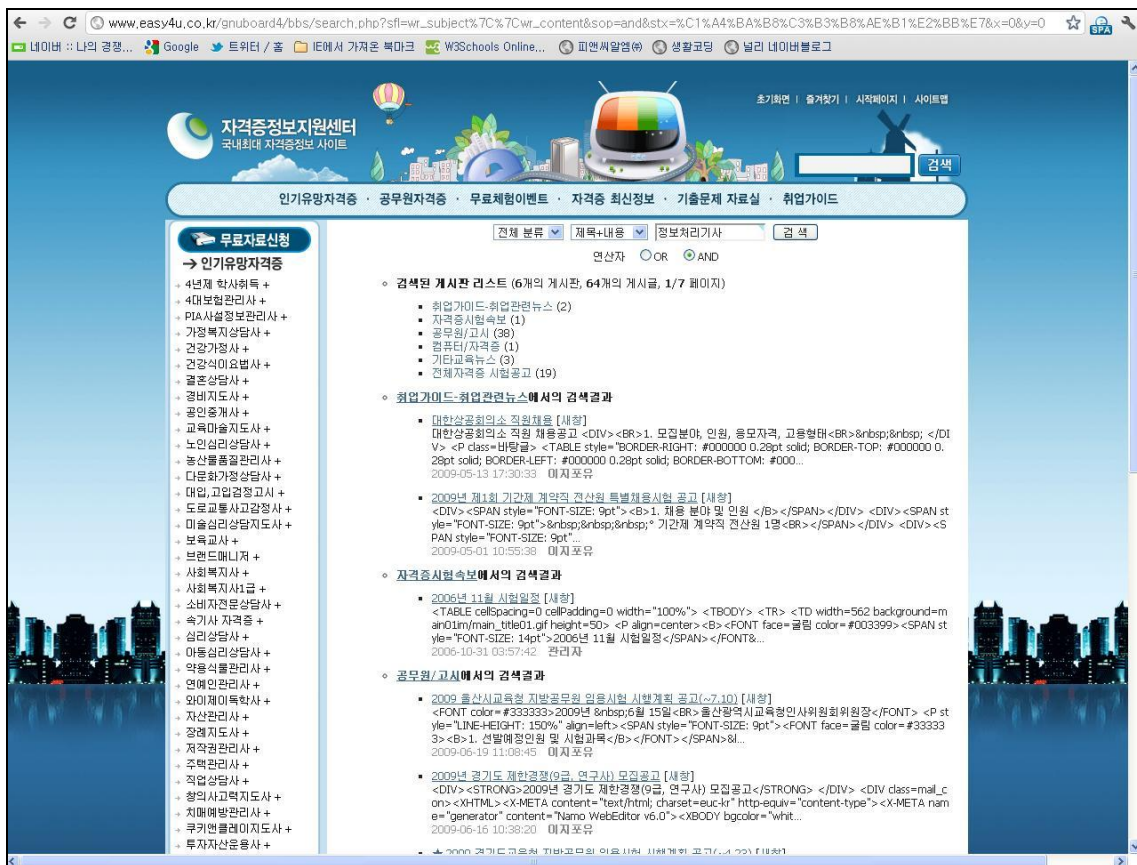 www.easy4u.co.kr/gnuboard4/bbs/search.php?sfl=wr_subject%7C%7Cwr_content&sop=and&stx=%C1%A4%BA%B8%C3%B3%B8%AE%B1%E2%BB%E7&x=0&y=0
네이버 :: 나의 경쟁... Google 트위터 / 홈 IE에서 가져온 북마크 W3Schools Online... 피앤씨알엠㈜ 생활코딩 널리 네이버블로그
초기화면 | 즐겨찾기 | 시작페이지 | 사이트맵
자격증정보지원센터
국내최대 자격증정보 사이트
검색
인기유망자격증 · 공무원자격증 · 무료체험이벤트 · 자격증 최신정보 · 기출문제 자료실 · 취업가이드
무료자료신청
→ 인기유망자격증
4년제 학사취득 +
4대보험관리사 +
PIA사설정보관리사 +
가정복지상담사 +
건강가정사 +
건강식이요법사 +
결혼상담사 +
경비지도사 +
공인중개사 +
교육마술지도사 +
노인심리상담사 +
농산물품질관리사 +
다문화가정상담사 +
대입,고입검정고시 +
도로교통사고감정사 +
미술심리상담지도사 +
보육교사 +
브랜드매니저 +
사회복지사 +
사회복지사1급 +
소비자전문상담사 +
속기사 자격증 +
심리상담사 +
아동심리상담사 +
약용식물관리사 +
연예인관리사 +
와이제이독학사 +
자산관리사 +
장례지도사 +
저작권관리사 +
주택관리사 +
직업상담사 +
창의사고력지도사 +
치매예방관리사 +
쿠키앤클레이지도사 +
투자자산운용사 +
전체 분류 제목+내용 정보처리기사 검 색
연산자 OR AND
검색된 게시판 리스트 (6개의 게시판, 64개의 게시글, 1/7 페이지)
취업가이드-취업관련뉴스 (2)
자격증시험속보 (1)
공무원/고시 (38)
컴퓨터/자격증 (1)
기타교육뉴스 (3)
전체자격증 시험공고 (19)
취업가이드-취업관련뉴스에서의 검색결과
대한상공회의소 직원채용 [새창]
대한상공회의소 직원 채용공고 <DIV><BR>1. 모집분야, 인원, 응모자격, 고용형태<BR>&nbsp;&nbsp; </DI
V> <P class=바탕글> <TABLE style="BORDER-RIGHT: #000000 0.28pt solid; BORDER-TOP: #000000 0.
28pt solid; BORDER-LEFT: #000000 0.28pt solid; BORDER-BOTTOM: #000...
2009-05-13 17:30:33 이지포유
2009년 제1회 기간제 계약직 전산원 특별채용시험 공고 [새창]
<DIV><SPAN style="FONT-SIZE: 9pt"><B>1. 채용 분야 및 인원 </B></SPAN></DIV> <DIV><SPAN st
yle="FONT-SIZE: 9pt">&nbsp;&nbsp;&nbsp;° 기간제 계약직 전산원 1명<BR></SPAN></DIV> <DIV><S
PAN style="FONT-SIZE: 9pt"...
2009-05-01 10:55:38 이지포유
자격증시험속보에서의 검색결과
2006년 11월 시험일정 [새창]
<TABLE cellSpacing=0 cellPadding=0 width="100%"> <TBODY> <TR> <TD width=562 background=m
ain01im/main_title01.gif height=50> <P align=center><B><FONT face=굴림 color=#003399><SPAN st
yle="FONT-SIZE: 14pt">2006년 11월 시험일정</SPAN></FONT&...
2006-10-31 03:57:42 관리자
공무원/고시에서의 검색결과
2009 울산시교육청 지방공무원 임용시험 시행계획 공고(~7.10) [새창]
<FONT color=#333333>2009년 &nbsp;6월 15일<BR>울산광역시교육청인사위원회위원장</FONT> <P st
yle="LINE-HEIGHT: 150%" align=left><SPAN style="FONT-SIZE: 9pt"><FONT face=굴림 color=#33333
3><B>1. 선발예정인원 및 시험과목</B></FONT></SPAN>&l...
2009-06-19 11:08:45 이지포유
2009년 경기도 제한경쟁(9급, 연구사) 모집공고 [새창]
<DIV><STRONG>2009년 경기도 제한경쟁(9급, 연구사) 모집공고</STRONG> </DIV> <DIV class=mail_c
on><XHTML><X-META content="text/html; charset=euc-kr" http-equiv="content-type"><X-META nam
e="generator" content="Namo WebEditor v6.0"><XBODY bgcolor="whit...
2009-06-16 10:38:20 이지포유
★ 2009 경기도교육청 지방공무원 임용시험 시행계획 공고(~4.23) [새창]